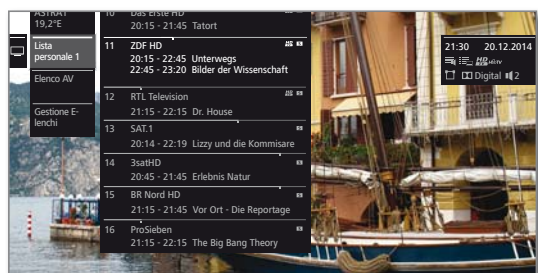 ASTRA1
19,2°E
Lista
personale 1
Elenco AV
Gestione E-
lenchi
10 Das Erste HD
20:15 - 21:45 Tatort
11 ZDF HD
20:15 - 22:45 Unterwegs
22:45 - 23:20 Bilder der Wissenschaft
12 RTL Television
21:15 - 22:15 Dr. House
13 SAT.1
20:14 - 22:19 Lizzy und die Kommisare
14 3satHD
20:45 - 21:45 Erlebnis Natur
15 BR Nord HD
21:15 - 21:45 Vor Ort - Die Reportage
16 ProSieben
21:15 - 22:15 The Big Bang Theory
21:30 20.12.2014
HD HbbTV
Digital 2